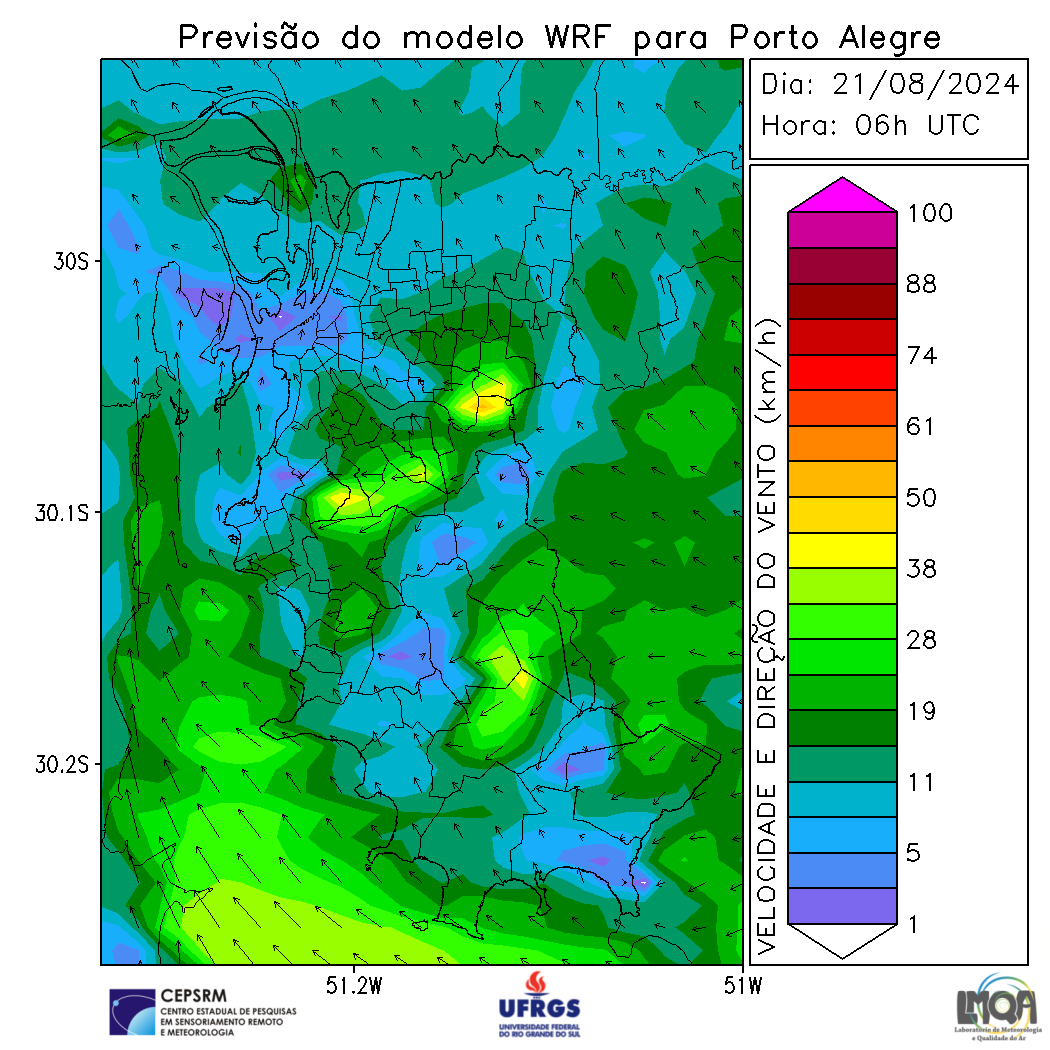 Previsão do modelo WRF para Porto Alegre
Dia: 21/08/2024
Hora: 06h UTC
30S
30.1S
30.2S
51.2W
51W
VELOCIDADE E DIREÇÃO DO VENTO (km/h)
100
88
74
61
50
38
28
19
11
5
1
CEPSRM
CENTRO ESTADUAL DE PESQUISAS
EM SENSORIAMENTO REMOTO
E METEOROLOGIA
UFRGS
UNIVERSIDADE FEDERAL
DO RIO GRANDE DO SUL
LMQA
Laboratório de Meteorologia
e Qualidade do Ar